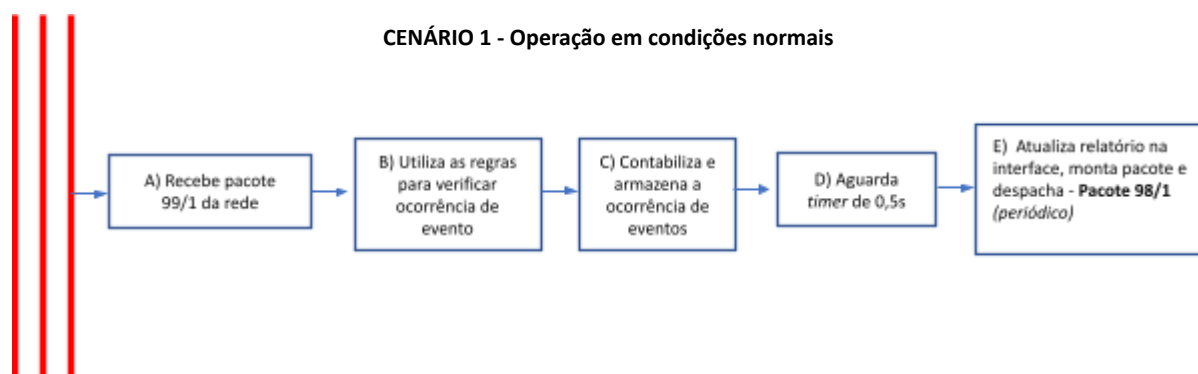 CENÁRIO 1 - Operação em condições normais
A) Recebe pacote
99/1 da rede
B) Utiliza as regras
para verificar
ocorrência de
evento
C) Contabiliza e
armazena a
ocorrência de
eventos
D) Aguarda
timer de 0,5s
E) Atualiza relatório na
interface, monta pacote e
despacha - Pacote 98/1
(periódico)